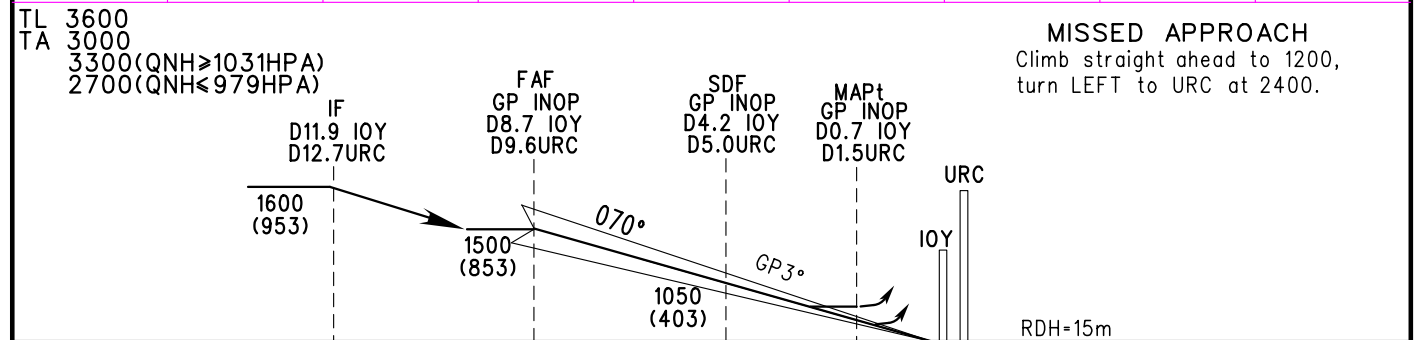 TL 3600
TA 3000
3300(QNH≥1031HPA)
2700(QNH≤979HPA)
MISSED APPROACH
Climb straight ahead to 1200,
turn LEFT to URC at 2400.
IF
D11.9 IOY
D12.7URC
FAF
GP INOP
D8.7 IOY
D9.6URC
SDF
GP INOP
D4.2 IOY
D5.0URC
MAPt
GP INOP
D0.7 IOY
D1.5URC
URC
IOY
1600
(953)
1500
(853)
070°
GP3°
1050
(403)
RDH=15m